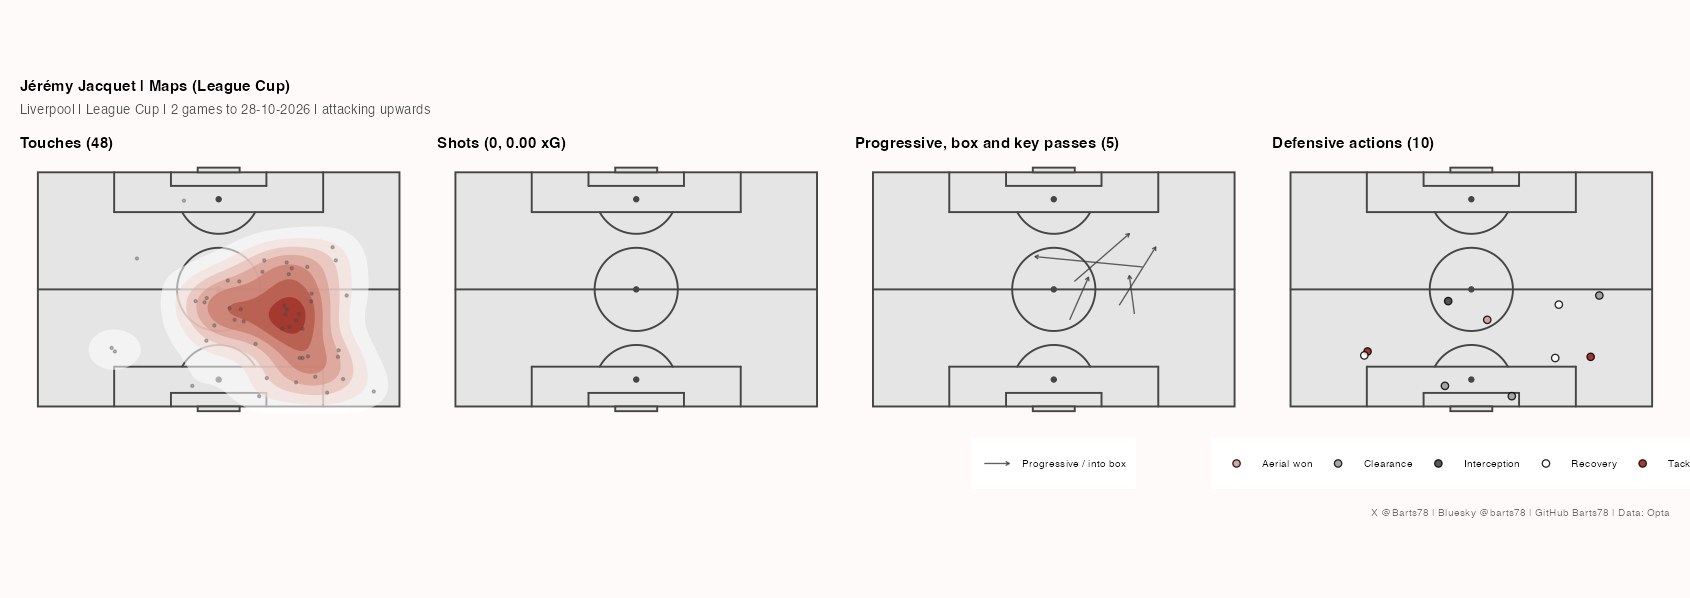 Jérémy Jacquet | Maps (League Cup)
Liverpool | League Cup | 2 games to 28-10-2026 | attacking upwards
Touches (48)
Shots (0, 0.00 xG)
Progressive, box and key passes (5)
Defensive actions (10)
Progressive / into box
Aerial won
Clearance
Interception
Recovery
Tack
X @Barts78 | Bluesky @barts78 | GitHub Barts78 | Data: Opta